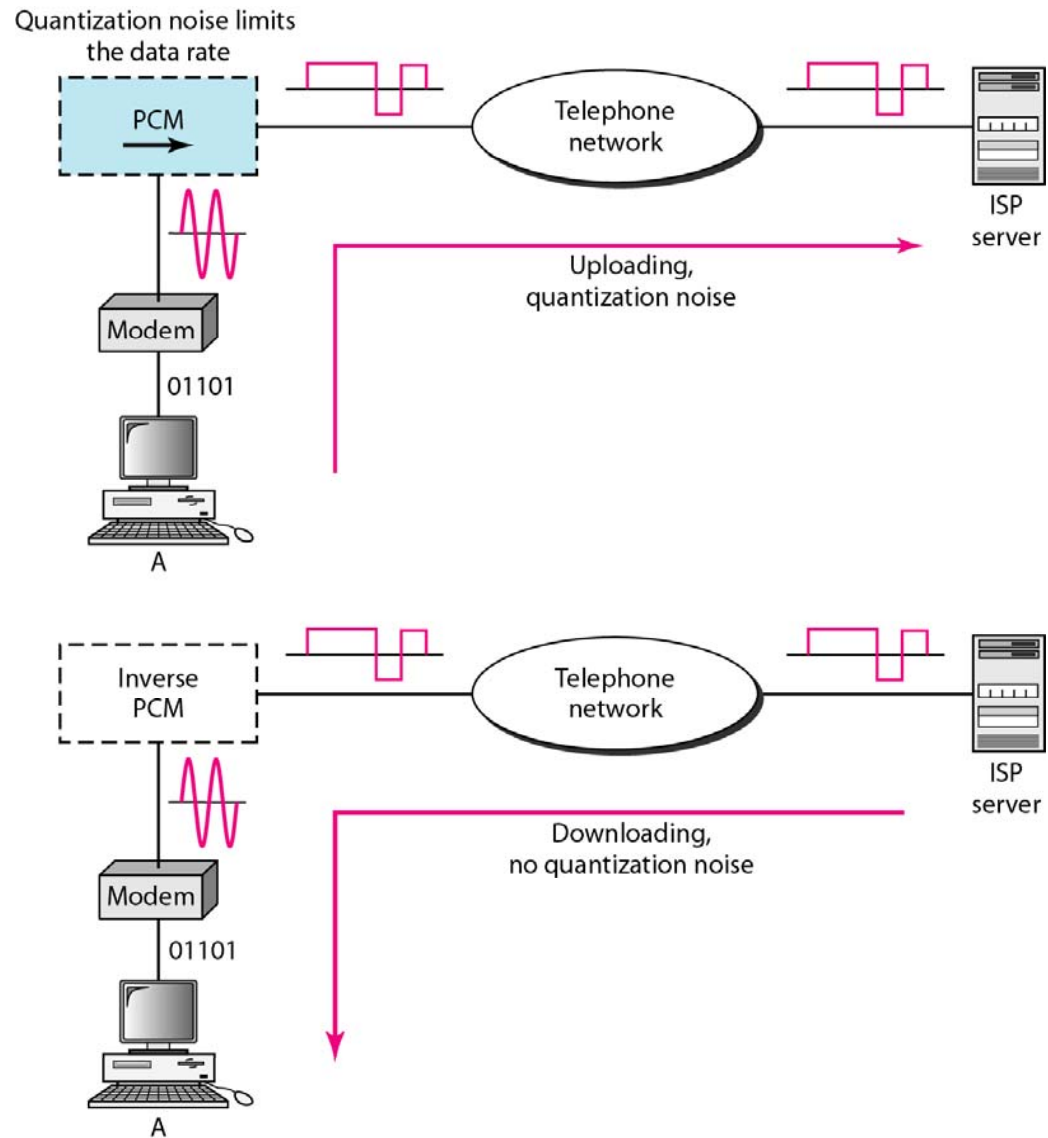 Quantization noise limits
the data rate
PCM
Telephone
network
ISP
server
Uploading,
quantization noise
Modem
01101
A
Inverse
PCM
Telephone
network
ISP
server
Downloading,
no quantization noise
Modem
01101
A